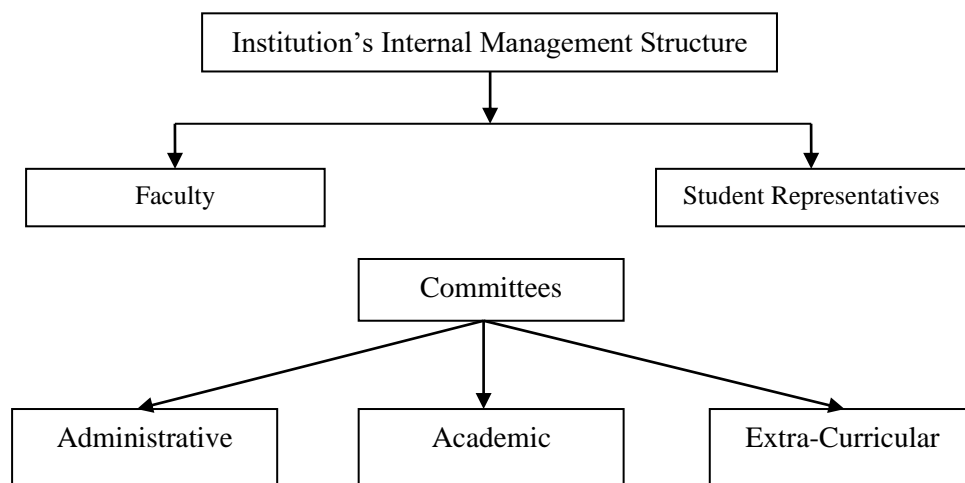 Institution’s Internal Management Structure
Faculty
Student Representatives
Committees
Administrative
Academic
Extra-Curricular